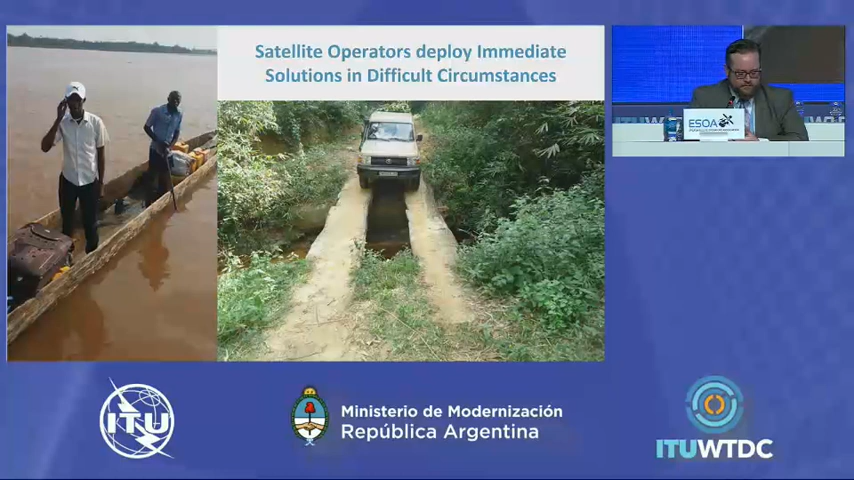 Satellite Operators deploy Immediate
Solutions in Difficult Circumstances
ESOA
ITU
Ministerio de Modernización
República Argentina
ITUWTDC